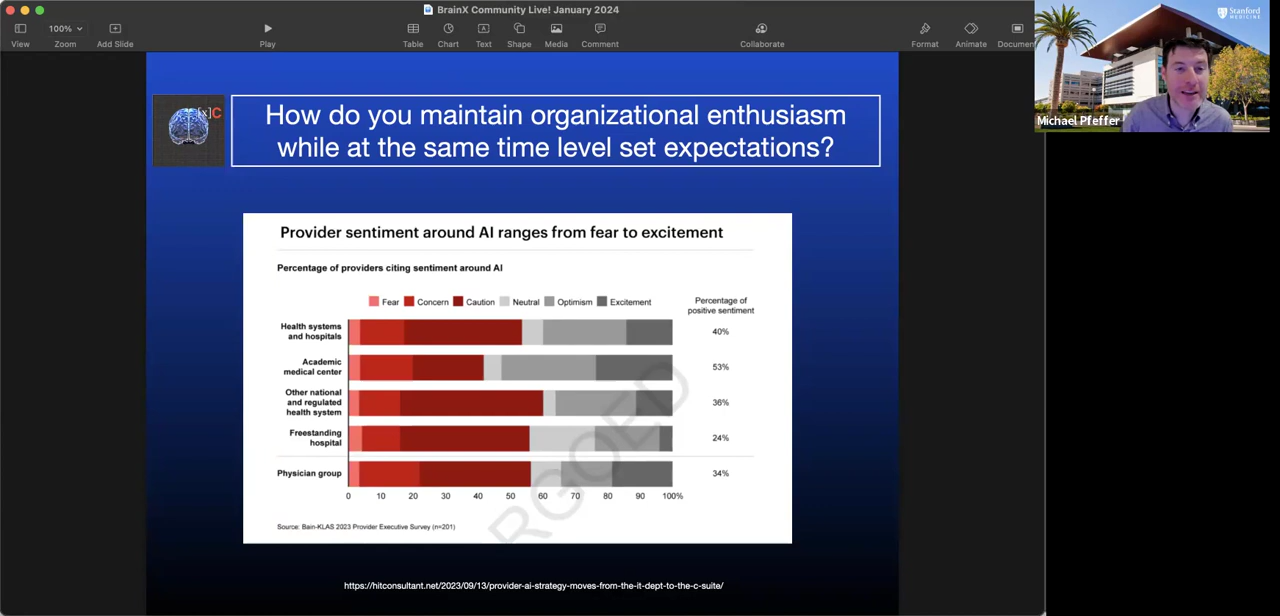 BrainX Community Live! January 2024
100%
View
Zoom
Add Slide
Play
Table
Chart
Text
Shape
Media
Comment
Collaborate
Format
Animate
Documen
Stanford
MEDICINE
Michael Pfeffer
[x]C
How do you maintain organizational enthusiasm
while at the same time level set expectations?
Provider sentiment around AI ranges from fear to excitement
Percentage of providers citing sentiment around AI
Fear Concern Caution Neutral Optimism Excitement
Percentage of
positive sentiment
Health systems
and hospitals
40%
Academic
medical center
53%
Other national
and regulated
health system
36%
Freestanding
hospital
24%
Physician group
34%
0 10 20 30 40 50 60 70 80 90 100%
RGOED
Source: Bain-KLAS 2023 Provider Executive Survey (n=201)
https://hitconsultant.net/2023/09/13/provider-ai-strategy-moves-from-the-it-dept-to-the-c-suite/